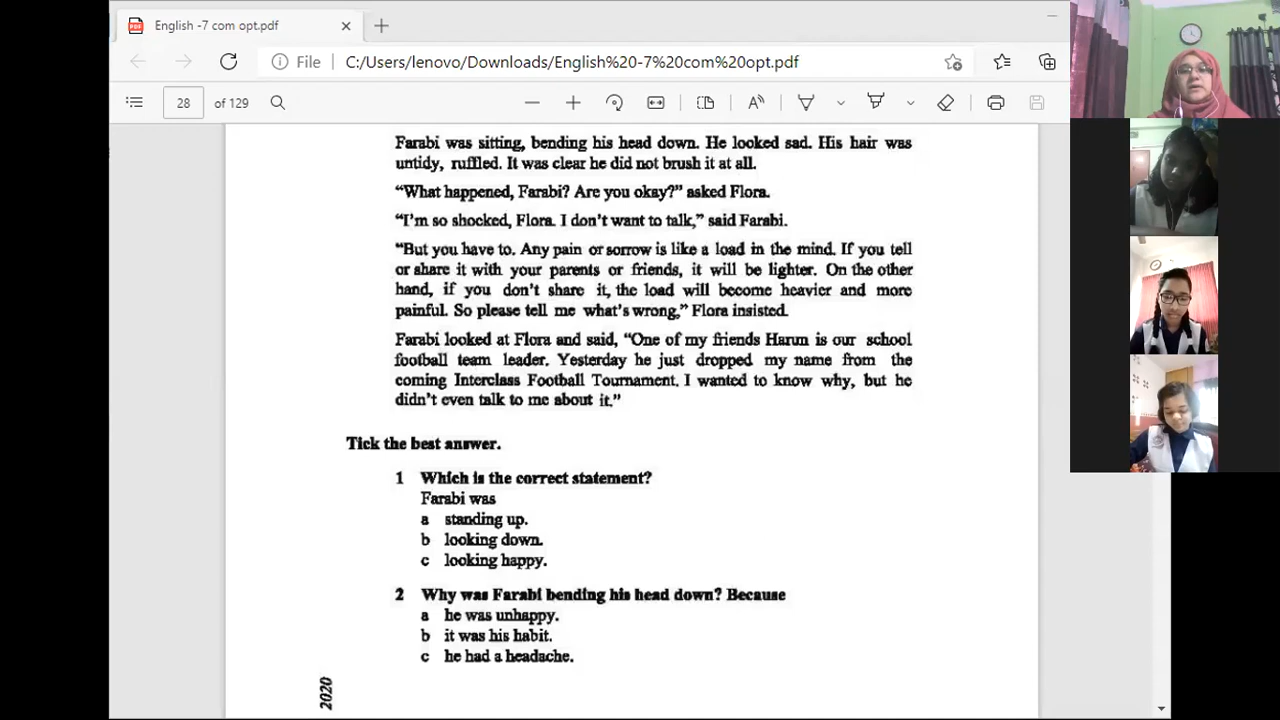 English -7 com opt.pdf
File C:/Users/lenovo/Downloads/English%20-7%20com%20opt.pdf
28 of 129
Farabi was sitting, bending his head down. He looked sad. His hair was
untidy, ruffled. It was clear he did not brush it at all.
“What happened, Farabi? Are you okay?” asked Flora.
“I’m so shocked, Flora. I don’t want to talk,” said Farabi.
“But you have to. Any pain or sorrow is like a load in the mind. If you tell
or share it with your parents or friends, it will be lighter. On the other
hand, if you don’t share it, the load will become heavier and more
painful. So please tell me what’s wrong,” Flora insisted.
Farabi looked at Flora and said, “One of my friends Harun is our school
football team leader. Yesterday he just dropped my name from the
coming Interclass Football Tournament. I wanted to know why, but he
didn’t even talk to me about it.”
Tick the best answer.
1 Which is the correct statement?
Farabi was
a standing up.
b looking down.
c looking happy.
2 Why was Farabi bending his head down? Because
a he was unhappy.
b it was his habit.
c he had a headache.
2020